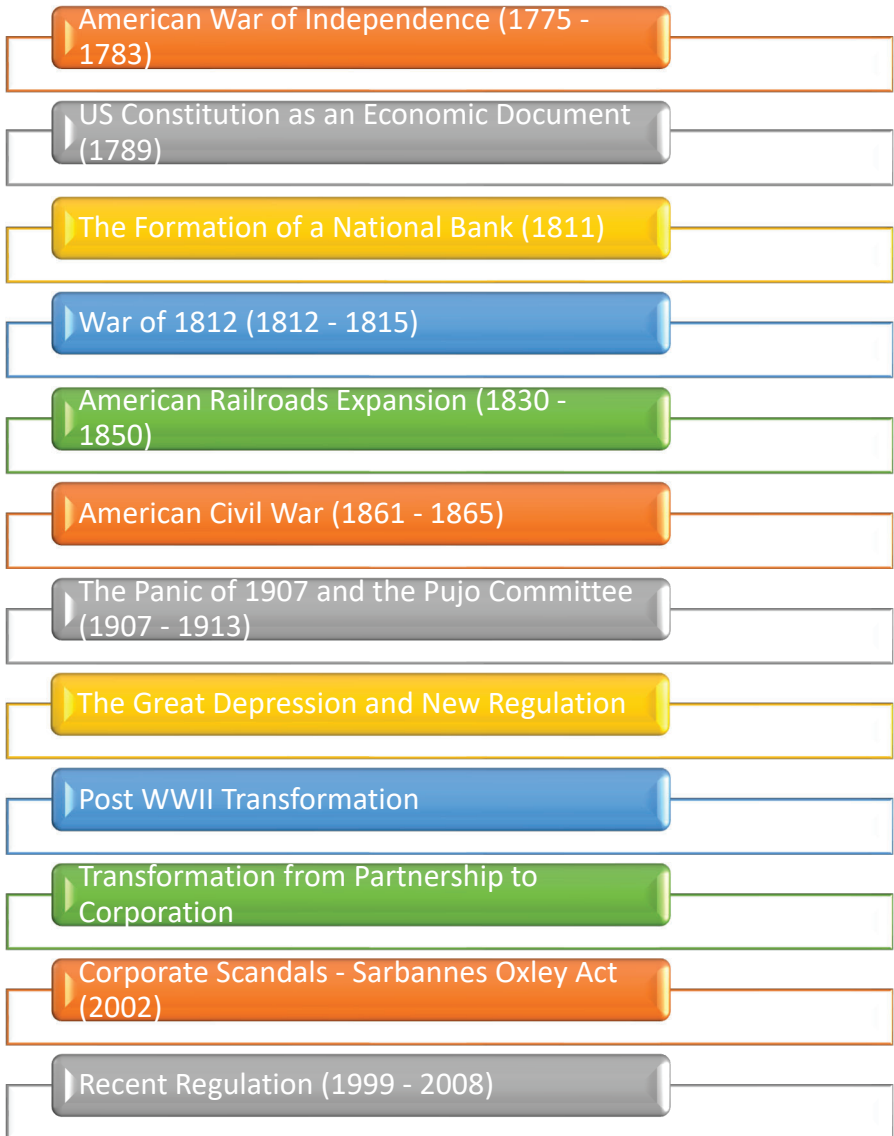 American War of Independence (1775 -
1783)
US Constitution as an Economic Document
(1789)
The Formation of a National Bank (1811)
War of 1812 (1812 - 1815)
American Railroads Expansion (1830 -
1850)
American Civil War (1861 - 1865)
The Panic of 1907 and the Pujo Committee
(1907 - 1913)
The Great Depression and New Regulation
Post WWII Transformation
Transformation from Partnership to
Corporation
Corporate Scandals - Sarbannes Oxley Act
(2002)
Recent Regulation (1999 - 2008)